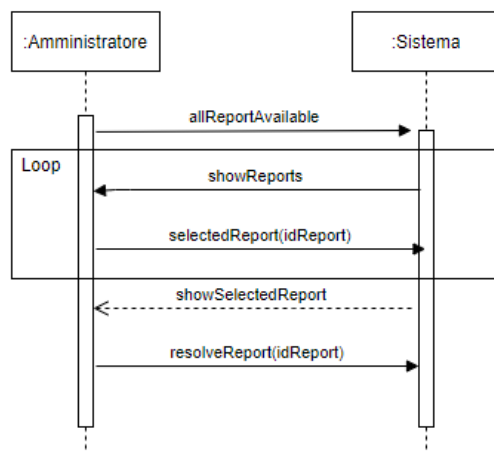 :Amministratore
:Sistema
allReportAvailable
Loop
showReports
selectedReport(idReport)
showSelectedReport
resolveReport(idReport)